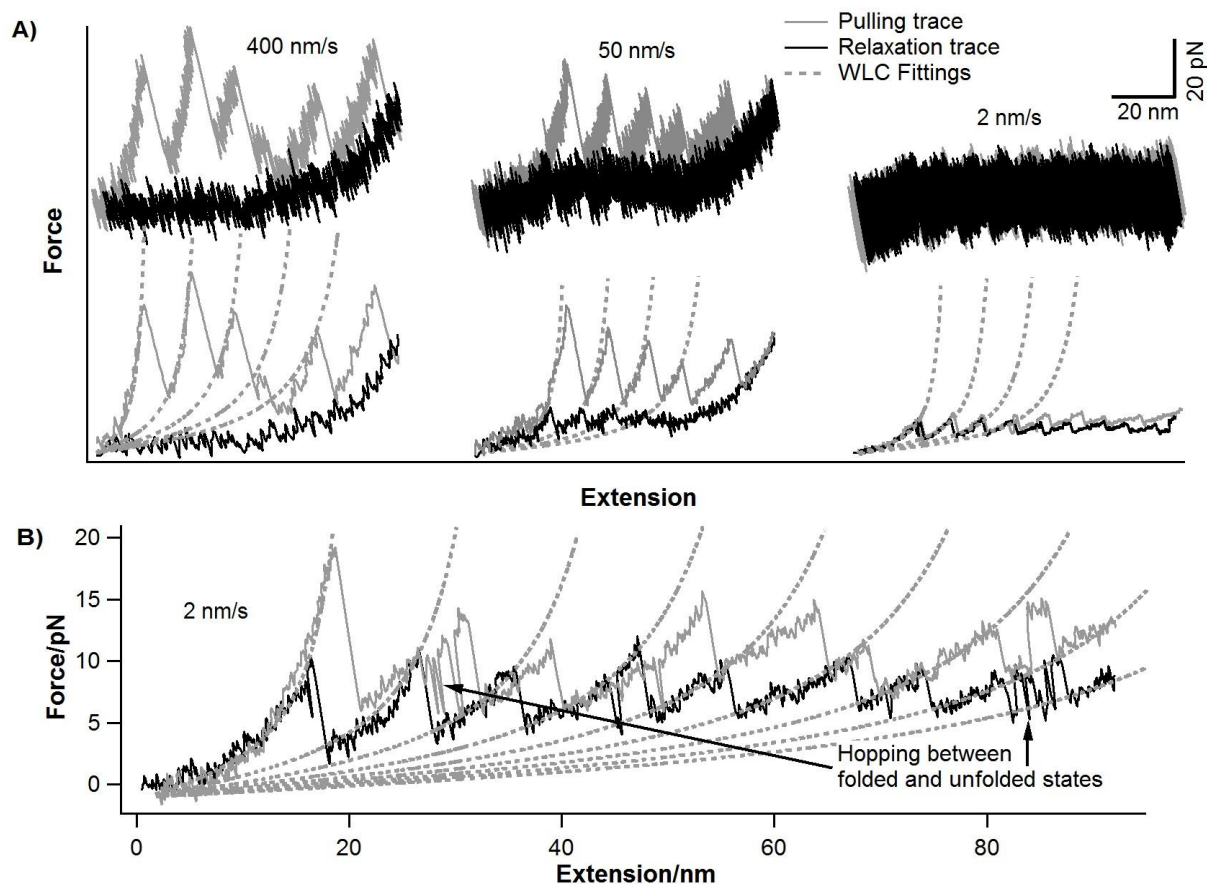 A)
400 nm/s
50 nm/s
Pulling trace
Relaxation trace
WLC Fittings
20 pN
20 nm
2 nm/s
Force
Extension
B)
20
15
10
5
0
2 nm/s
Force/pN
Hopping between
folded and unfolded states
0
20
40
60
80
Extension/nm